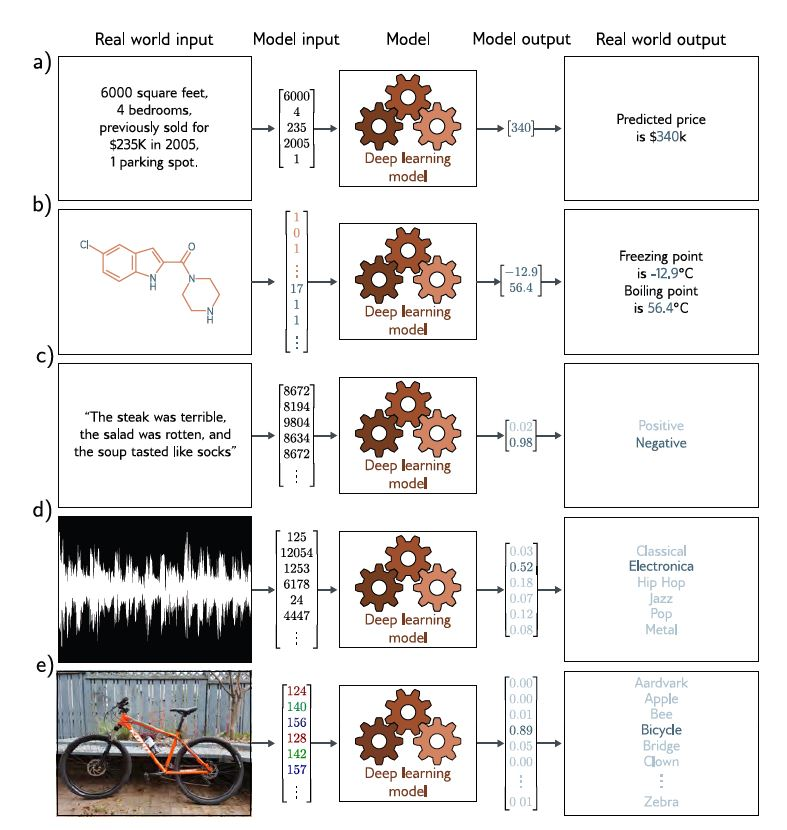 Real world input
Model input
Model
Model output
Real world output
a)
6000 square feet,
4 bedrooms,
previously sold for
$235K in 2005,
1 parking spot.
6000
4
235
2005
1
Deep learning
model
[340]
Predicted price
is $340k
b)
Cl
O
N
H
N
N
H
1
0
1
⋮
17
1
1
⋮
Deep learning
model
−12.9
56.4
Freezing point
is -12.9°C
Boiling point
is 56.4°C
c)
“The steak was terrible,
the salad was rotten, and
the soup tasted like socks”
8672
8194
9804
8634
8672
⋮
Deep learning
model
0.02
0.98
Positive
Negative
d)
125
12054
1253
6178
24
4447
⋮
Deep learning
model
0.03
0.52
0.18
0.07
0.12
0.08
Classical
Electronica
Hip Hop
Jazz
Pop
Metal
e)
124
140
156
128
142
157
⋮
Deep learning
model
0.00
0.00
0.01
0.89
0.05
0.00
⋮
0 01
Aardvark
Apple
Bee
Bicycle
Bridge
Clown
⋮
Zebra